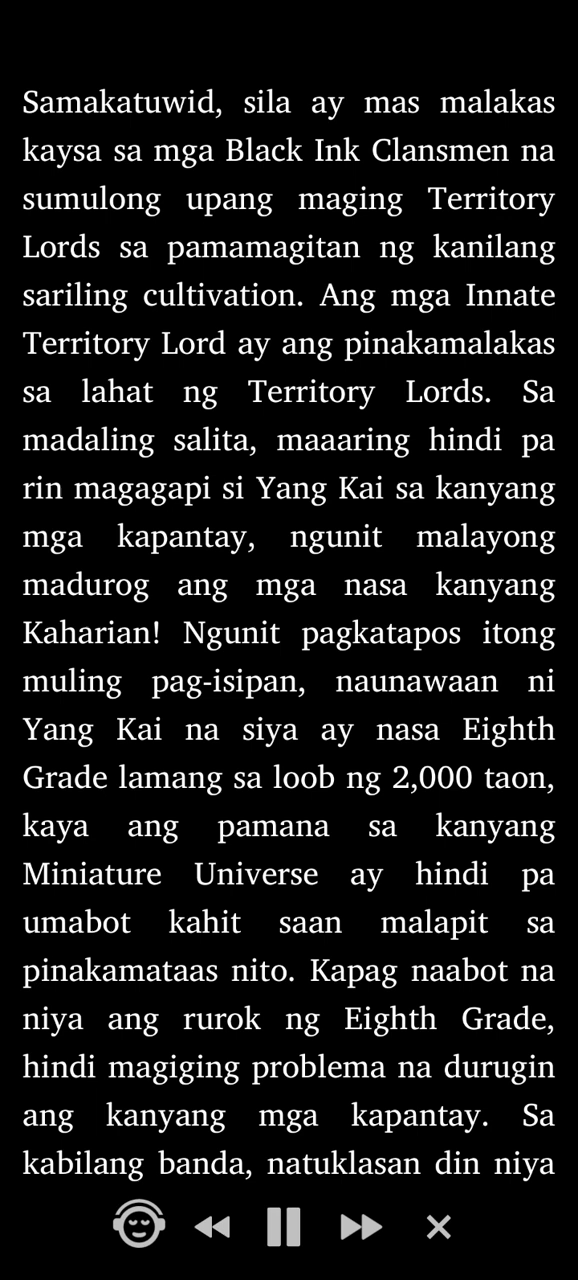 Samakatuwid, sila ay mas malakas
kaysa sa mga Black Ink Clansmen na
sumulong upang maging Territory
Lords sa pamamagitan ng kanilang
sariling cultivation. Ang mga Innate
Territory Lord ay ang pinakamalakas
sa lahat ng Territory Lords. Sa
madaling salita, maaaring hindi pa
rin magagapi si Yang Kai sa kanyang
mga kapantay, ngunit malayong
madurog ang mga nasa kanyang
Kaharian! Ngunit pagkatapos itong
muling pag-isipan, naunawaan ni
Yang Kai na siya ay nasa Eighth
Grade lamang sa loob ng 2,000 taon,
kaya ang pamana sa kanyang
Miniature Universe ay hindi pa
umabot kahit saan malapit sa
pinakamataas nito. Kapag naabot na
niya ang rurok ng Eighth Grade,
hindi magiging problema na durugin
ang kanyang mga kapantay. Sa
kabilang banda, natuklasan din niya